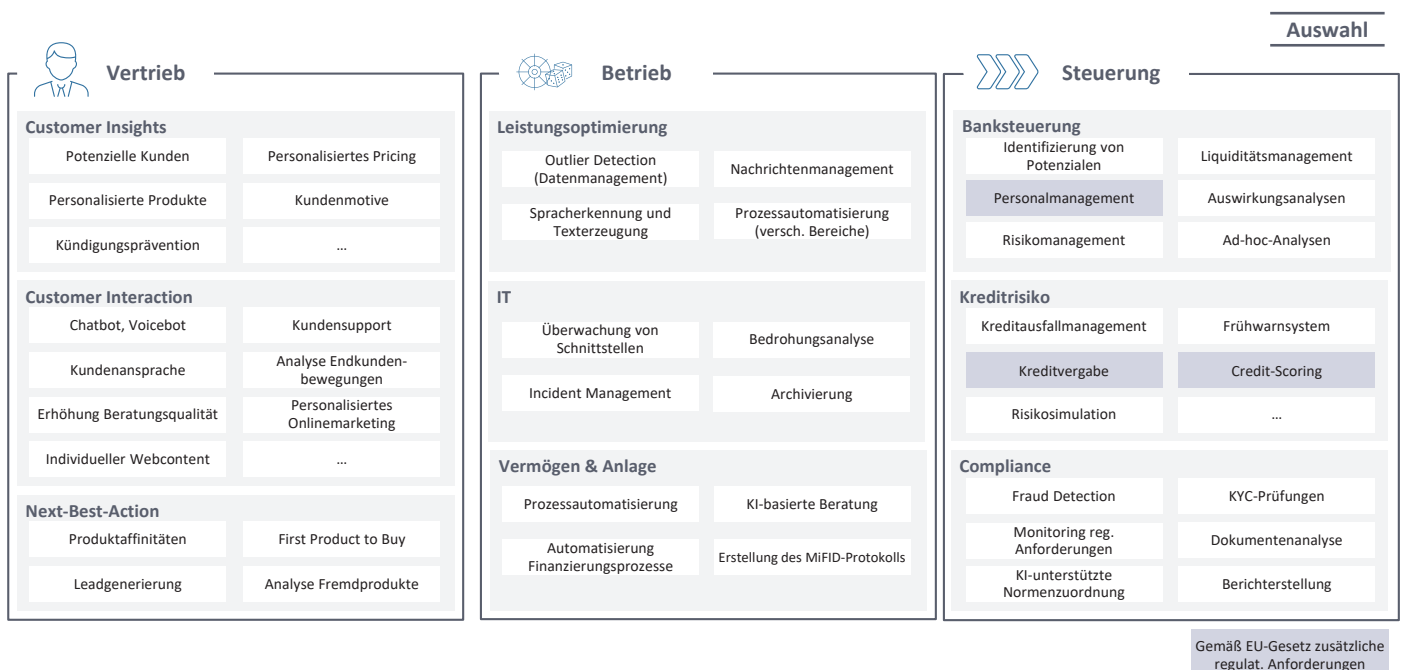 Auswahl
Vertrieb
Customer Insights
Potenzielle Kunden
Personalisiertes Pricing
Personalisierte Produkte
Kundenmotive
Kündigungsprävention
…
Customer Interaction
Chatbot, Voicebot
Kundensupport
Kundenansprache
Analyse Endkunden-
bewegungen
Erhöhung Beratungsqualität
Personalisiertes
Onlinemarketing
Individueller Webcontent
…
Next-Best-Action
Produktaffinitäten
First Product to Buy
Leadgenerierung
Analyse Fremdprodukte
Betrieb
Leistungsoptimierung
Outlier Detection
(Datenmanagement)
Nachrichtenmanagement
Spracherkennung und
Texterzeugung
Prozessautomatisierung
(versch. Bereiche)
IT
Überwachung von
Schnittstellen
Bedrohungsanalyse
Incident Management
Archivierung
Vermögen & Anlage
Prozessautomatisierung
KI-basierte Beratung
Automatisierung
Finanzierungsprozesse
Erstellung des MiFID-Protokolls
Steuerung
Banksteuerung
Identifizierung von
Potenzialen
Liquiditätsmanagement
Personalmanagement
Auswirkungsanalysen
Risikomanagement
Ad-hoc-Analysen
Kreditrisiko
Kreditausfallmanagement
Frühwarnsystem
Kreditvergabe
Credit-Scoring
Risikosimulation
…
Compliance
Fraud Detection
KYC-Prüfungen
Monitoring reg.
Anforderungen
Dokumentenanalyse
KI-unterstützte
Normenzuordnung
Berichterstellung
Gemäß EU-Gesetz zusätzliche
regulat. Anforderungen